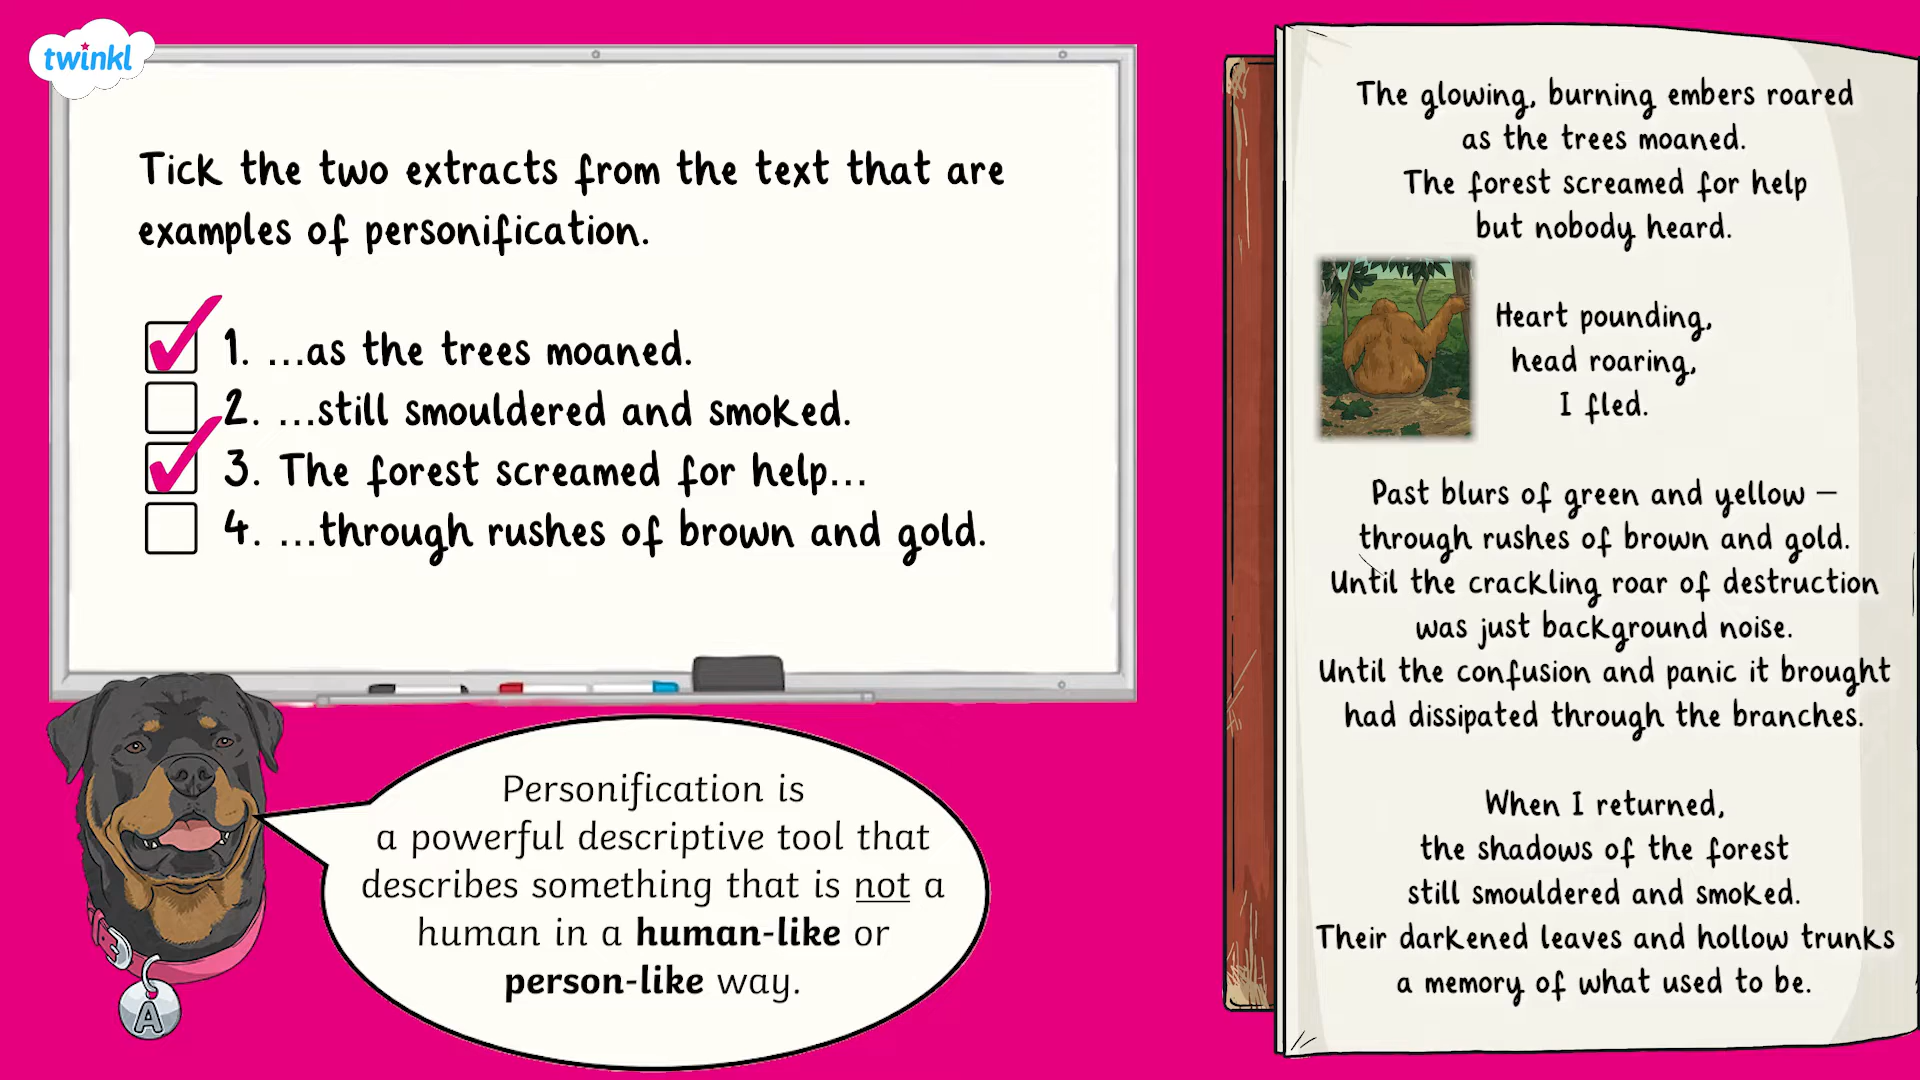 twinkl
Tick the two extracts from the text that are
examples of personification.
1. ...as the trees moaned.
2. ...still smouldered and smoked.
3. The forest screamed for help...
4. ...through rushes of brown and gold.
Personification is
a powerful descriptive tool that
describes something that is not a
human in a human-like or
person-like way.
A
The glowing, burning embers roared
as the trees moaned.
The forest screamed for help
but nobody heard.
Heart pounding,
head roaring,
I fled.
Past blurs of green and yellow –
through rushes of brown and gold.
Until the crackling roar of destruction
was just background noise.
Until the confusion and panic it brought
had dissipated through the branches.
When I returned,
the shadows of the forest
still smouldered and smoked.
Their darkened leaves and hollow trunks
a memory of what used to be.